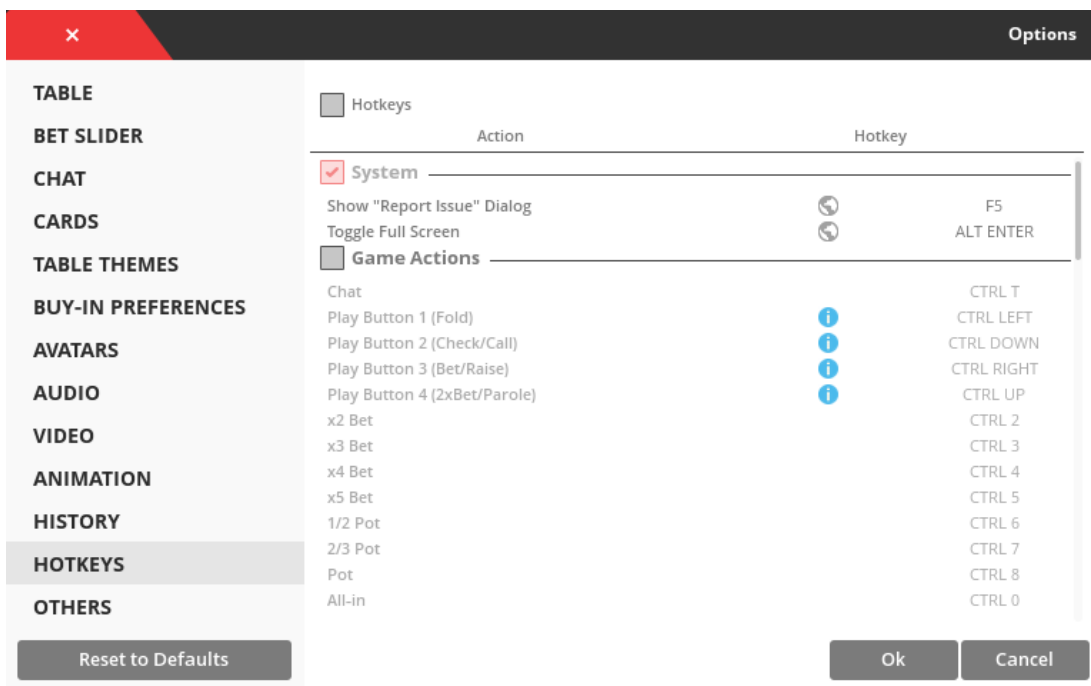 × Options
TABLE
BET SLIDER
CHAT
CARDS
TABLE THEMES
BUY-IN PREFERENCES
AVATARS
AUDIO
VIDEO
ANIMATION
HISTORY
HOTKEYS
OTHERS
Reset to Defaults
Hotkeys
Action Hotkey
System
Show "Report Issue" Dialog F5
Toggle Full Screen ALT ENTER
Game Actions
Chat CTRL T
Play Button 1 (Fold) i CTRL LEFT
Play Button 2 (Check/Call) i CTRL DOWN
Play Button 3 (Bet/Raise) i CTRL RIGHT
Play Button 4 (2xBet/Parole) i CTRL UP
x2 Bet CTRL 2
x3 Bet CTRL 3
x4 Bet CTRL 4
x5 Bet CTRL 5
1/2 Pot CTRL 6
2/3 Pot CTRL 7
Pot CTRL 8
All-in CTRL 0
Ok Cancel